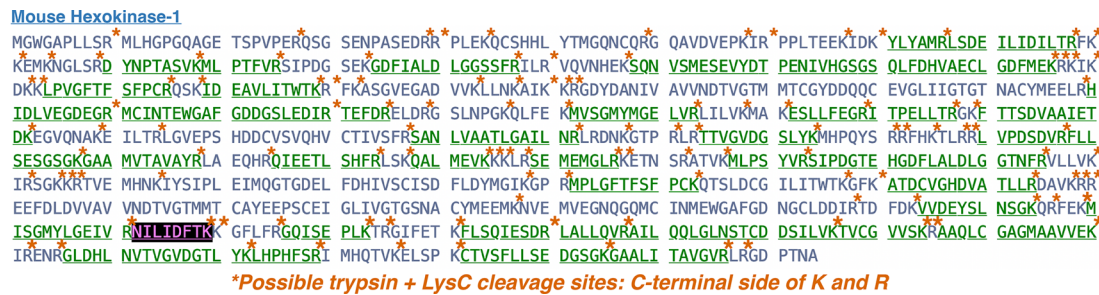 Mouse Hexokinase-1
MGWGAPLLSR MLHGPGQAGE TSPVPERQSG SENPASEDRR PLEKQCSHHL YTMGQNCQRG QAVDVEPKIR PPLTEEKIDK YLYAMRLSDE ILIDILTRFK
KEMKNGLSRD YNPTASVKML PTFVRSIPDG SEKGDFIALD LGGSSFRILR VQVNHEKSQN VSMESEVYDT PENIVHGSGS QLFDHVAECL GDFMEKRKIK
DKKLPVGFTF SFPCRQSKID EAVLITWTKR FKASGVEGAD VVKLLNKAIK KRGDYDANIV AVVNDTVGTM MTCGYDDQQC EVGLIIGTGT NACYMEELRH
IDLVEGDEGR MCINTEWGAF GDDGSLEDIR TEFDRELDRG SLNPGKQLFE KMVSGMYMGE LVRLILVKMA KESLLFEGRI TPELLTRGKF TTSDVAAIET
DKEGVQNAKE ILTRLGVEPS HDDCVSVQHV CTIVSFRSAN LVAATLGAIL NRLRDNKGTP RLRTTVGVDG SLYKMHPQYS RRFHKTLRRL VPDSDVRFLL
SESGSGKGAA MVTAVAYRLA EQHRQIEETL SHFRLSKQAL MEVKKKLRSE MEMGLRKETN SRATVKMLPS YVRSIPDGTE HGDFLALDLG GTNFRVLLVK
IRSGKKRTVE MHNKIYSIPL EIMQGTGDEL FDHIVSCISD FLDYMGIKGP RMPLGFTFSF PCKQTSLDCG ILITWTKGFK ATDCVGHDVA TLLRDAVKRR
EEFDLDVVAV VNDTVGTMMT CAYEEPSCEI GLIVGTGSNA CYMEEMKNVE MVEGNQGQMC INMEWGAFGD NGCLDDIRTD FDKVVDEYSL NSGKQRFEKM
ISGMYLGEIV RNILIDFTKK GFLFRGQISE PLKTRGIFET KFLSQIESDR LALLQVRAIL QQLGLNSTCD DSILVKTVCG VVSKRAAQLC GAGMAAVVEK
IRENRGLDHL NVTVGVDGTL YKLHPHFSRI MHQTVKELSP KCTVSFLLSE DGSGKGAALI TAVGVRLRGD PTNA
*Possible trypsin + LysC cleavage sites: C-terminal side of K and R